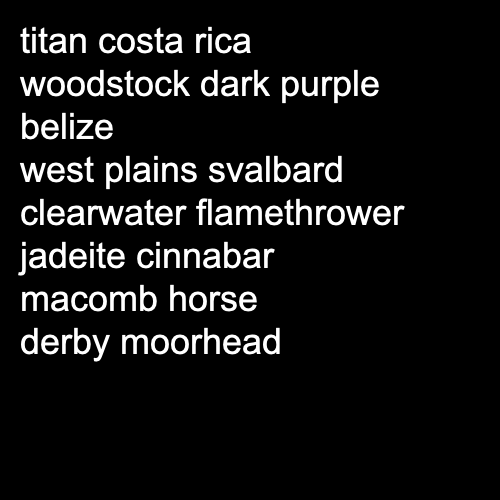 titan costa rica
woodstock dark purple
belize
west plains svalbard
clearwater flamethrower
jadeite cinnabar
macomb horse
derby moorhead